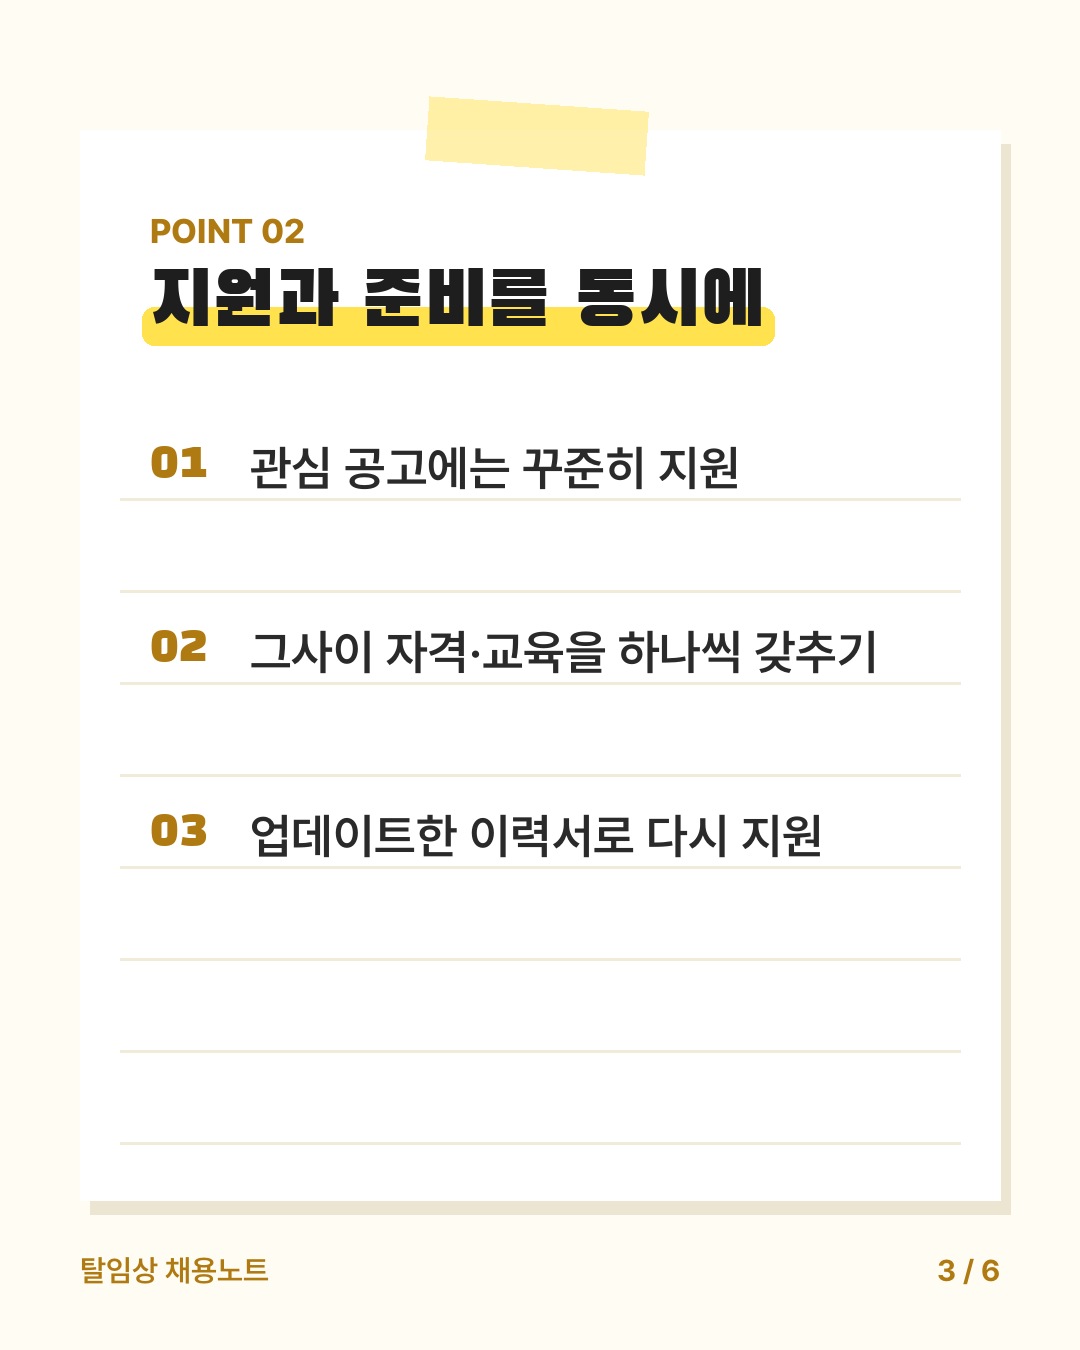 POINT 02
지원과 준비를 동시에
01 관심 공고에는 꾸준히 지원
02 그사이 자격·교육을 하나씩 갖추기
03 업데이트한 이력서로 다시 지원
탈임상 채용노트
3 / 6